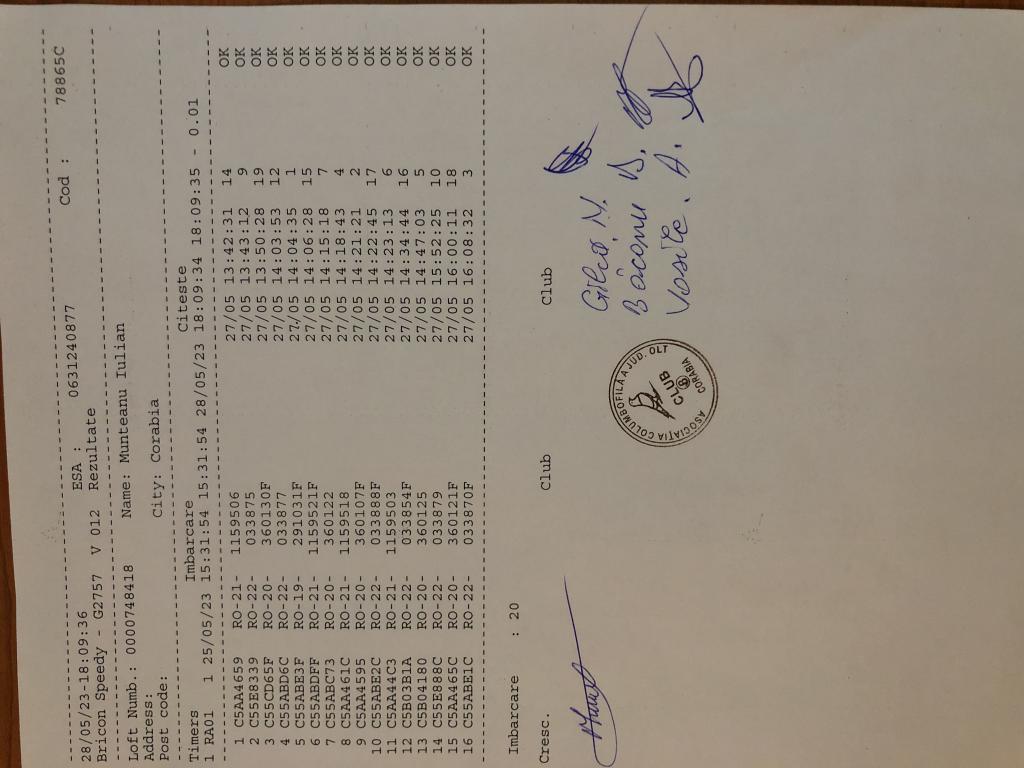 28/05/23-18:09:36 ESA : 0631240877 Cod : 78865C
Bricon Speedy - G2757 V 012 Rezultate
Loft Numb.: 0000748418 Name: Munteanu Iulian
Address:
Post code: City: Corabia
Timers Imbarcare Citeste
1 RA01 1 25/05/23 15:31:54 15:31:54 28/05/23 18:09:34 18:09:35 - 0.01
1 C5AA4659 RO-21- 1159506 27/05 13:42:31 14 OK
2 C55E8339 RO-22- 033875 27/05 13:43:12 9 OK
3 C55CD65F RO-20- 360130F 27/05 13:50:28 19 OK
4 C55ABD6C RO-22- 033877 27/05 14:03:53 12 OK
5 C55ABE3F RO-19- 291031F 27/05 14:04:35 1 OK
6 C55ABDFF RO-21- 1159521F 27/05 14:06:28 15 OK
7 C55ABC73 RO-20- 360122 27/05 14:15:18 7 OK
8 C5AA461C RO-21- 1159518 27/05 14:18:43 4 OK
9 C5AA4595 RO-20- 360107F 27/05 14:21:21 2 OK
10 C55ABE2C RO-22- 033888F 27/05 14:22:45 17 OK
11 C5AA44C3 RO-21- 1159503 27/05 14:23:13 6 OK
12 C5B03B1A RO-22- 033854F 27/05 14:34:44 16 OK
13 C5B04180 RO-20- 360125 27/05 14:47:03 5 OK
14 C55E888C RO-22- 033879 27/05 15:52:25 10 OK
15 C5AA465C RO-20- 360121F 27/05 16:00:11 18 OK
16 C55ABE1C RO-22- 033870F 27/05 16:08:32 3 OK
Imbarcare : 20
Cresc. Club Club
M.
B.
Vasile. A.
ASOCIAȚIA COLUMBOFILĂ A JUD. OLT
CLUB
6
CORABIA